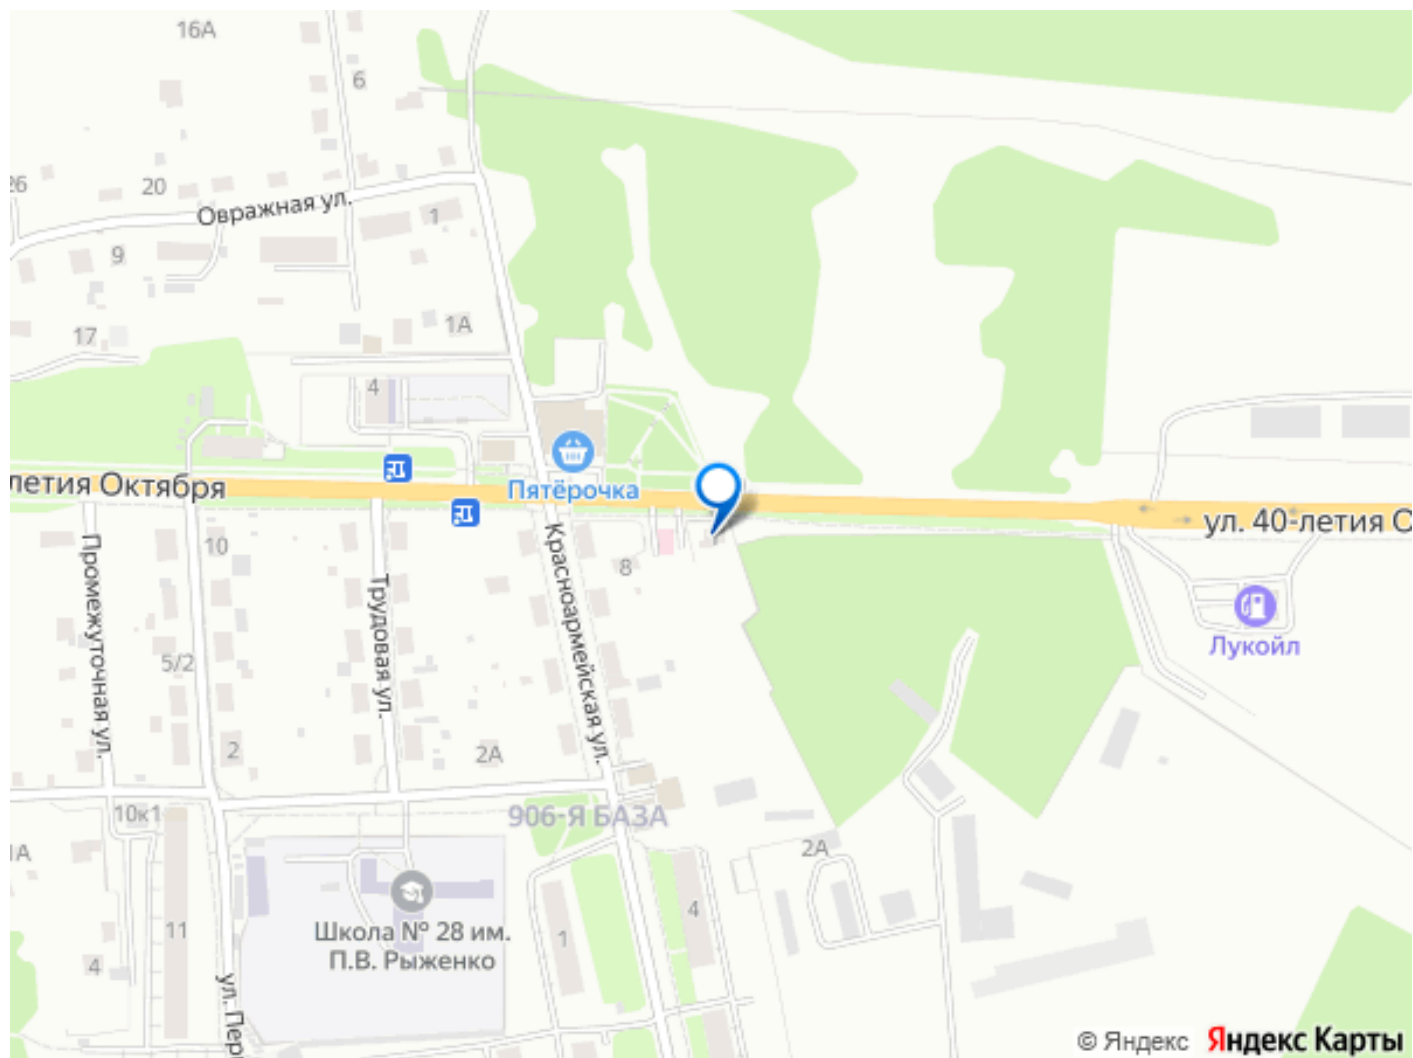 16А
6
26
20
Овражная ул.
1
9
17
1А
4
летия Октября
Пятёрочка
ул. 40-летия О
10
8
Промежуточная ул.
Трудовая ул.
Красноармейская ул.
5/2
2
2А
Лукойл
906-Я БАЗА
10к1
1А
2А
11
4
Школа № 28 им.
П.В. Рыженко
1
4
ул. Пер
© Яндекс Яндекс Карты